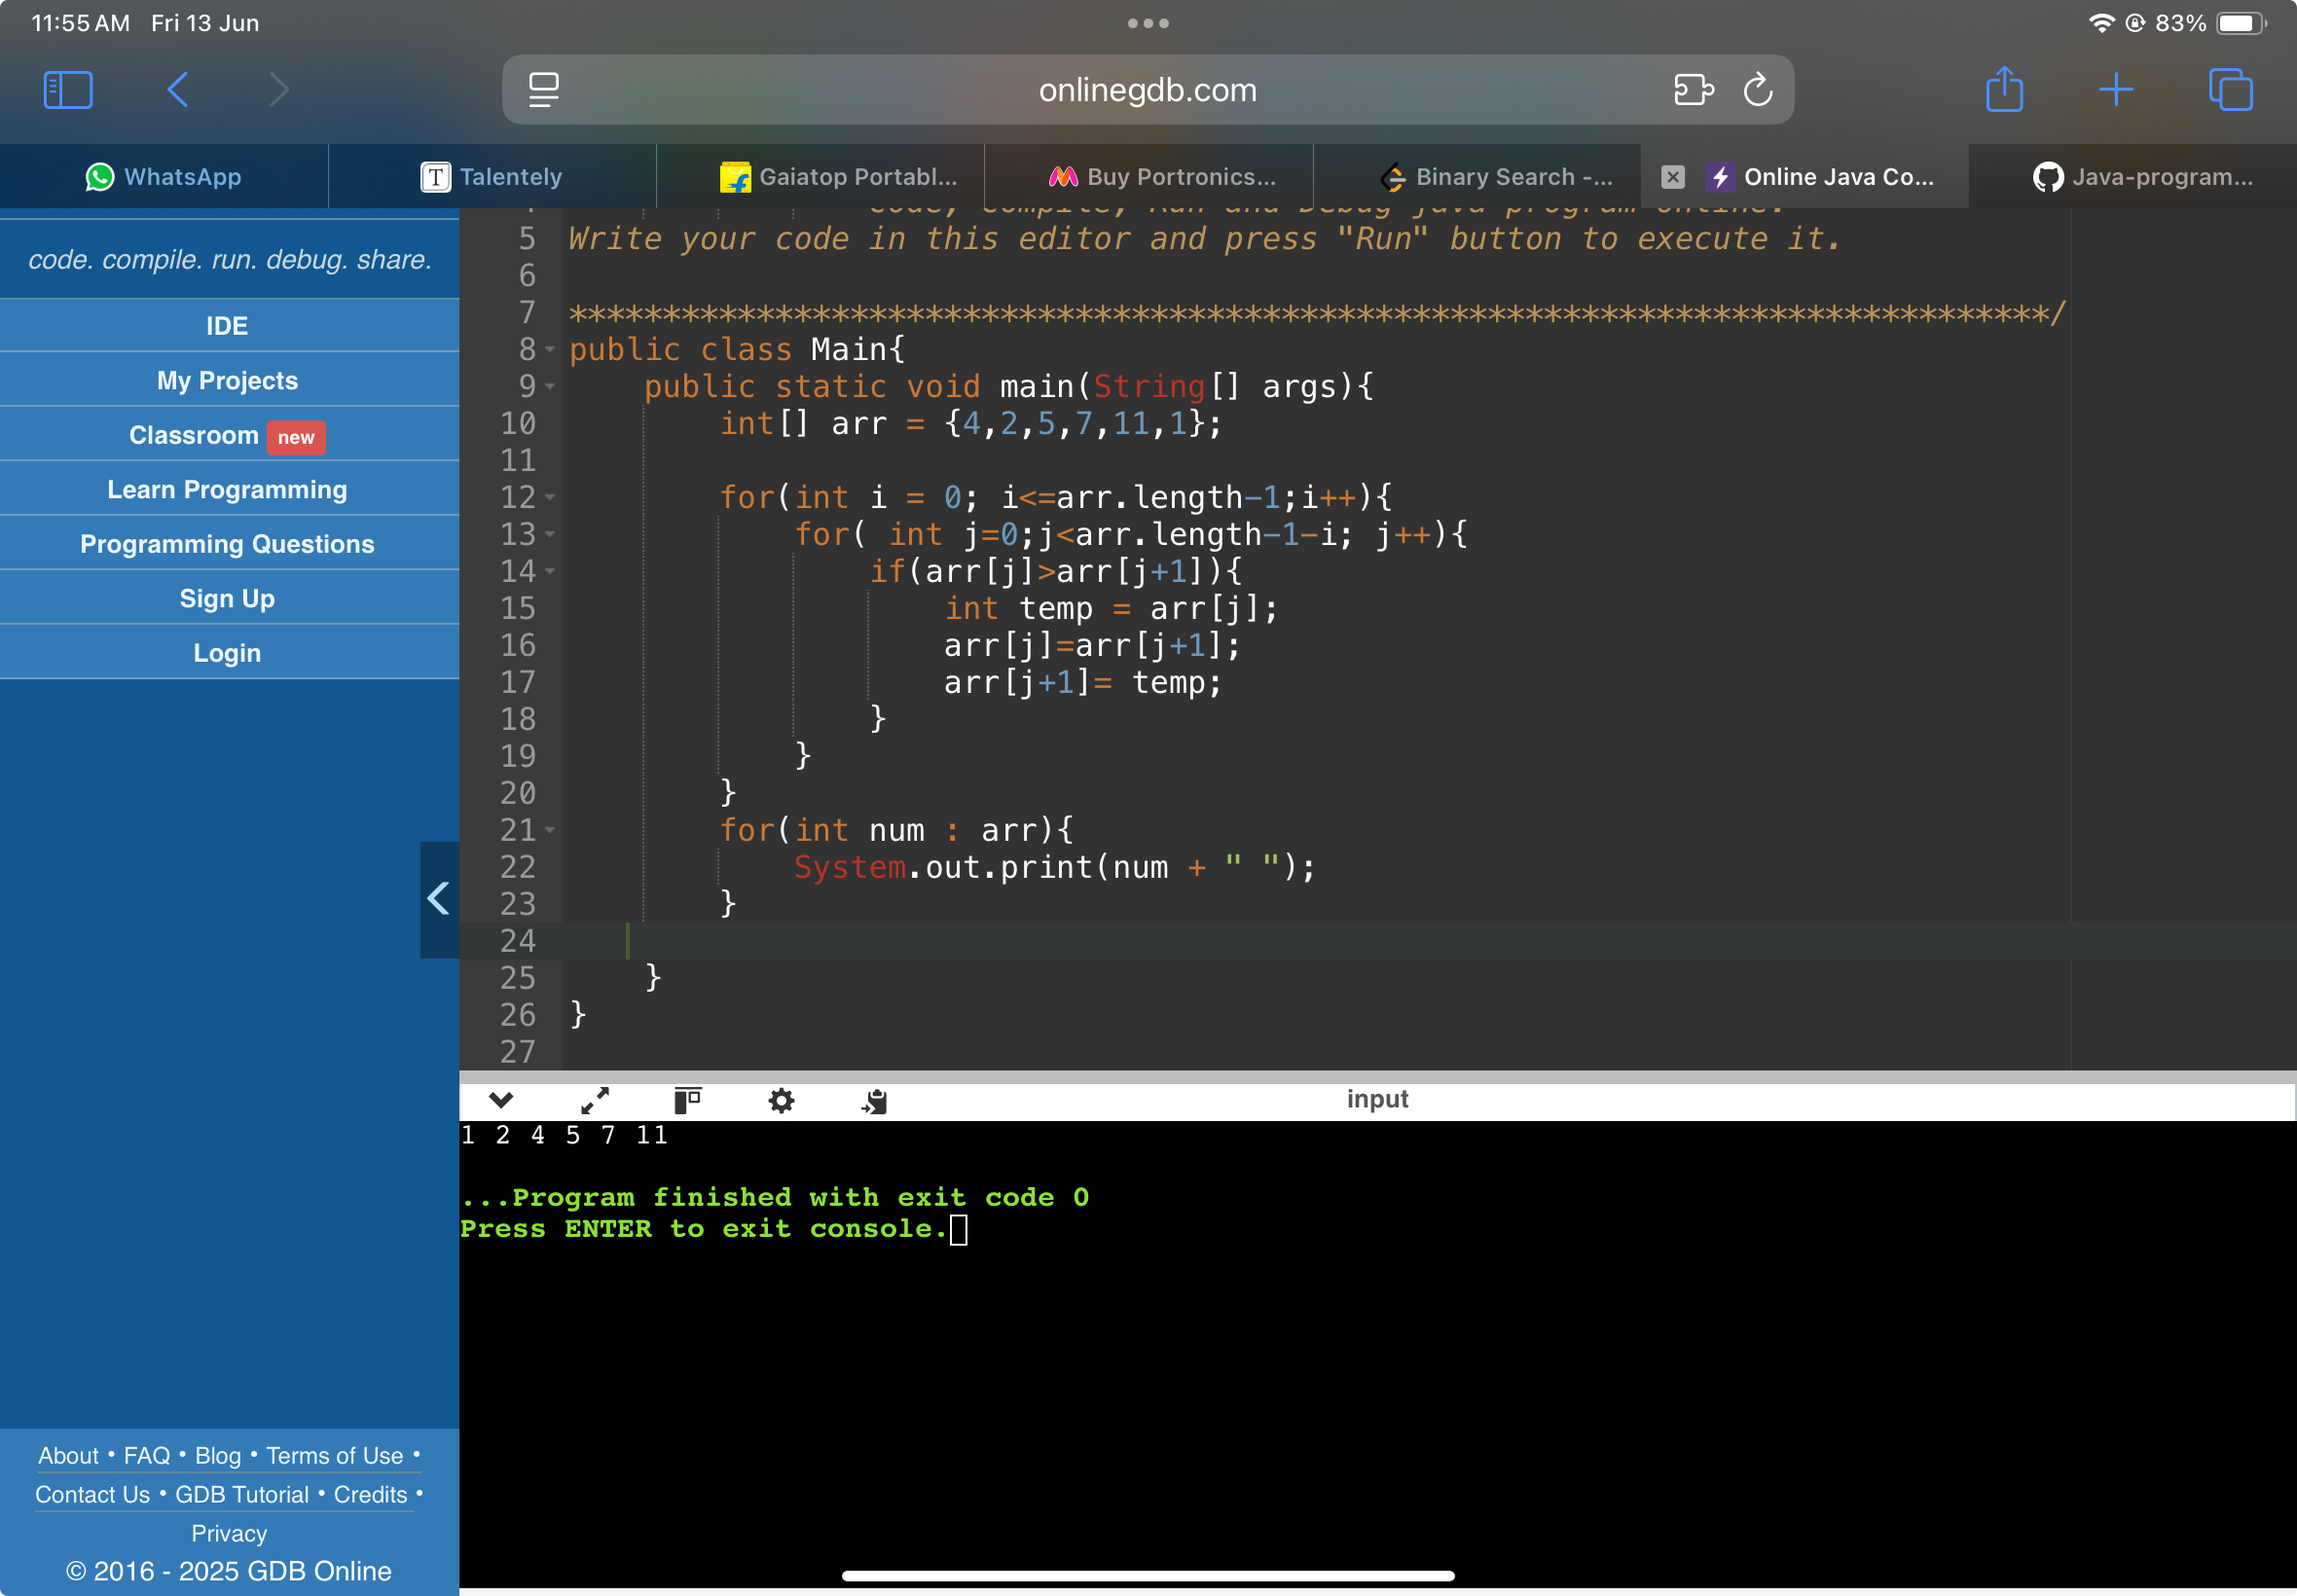 11:55 AM Fri 13 Jun
83%
onlinegdb.com
WhatsApp
Talentely
Gaiatop Portabl...
Buy Portronics...
Binary Search -...
Online Java Co...
Java-program...
code. compile. run. debug. share.
IDE
My Projects
Classroom new
Learn Programming
Programming Questions
Sign Up
Login
About • FAQ • Blog • Terms of Use •
Contact Us • GDB Tutorial • Credits •
Privacy
© 2016 - 2025 GDB Online
4 Code, Compile, Run and Debug java program online.
5 Write your code in this editor and press "Run" button to execute it.
6
7 *******************************************************************************/
8 public class Main{
9 public static void main(String[] args){
10 int[] arr = {4,2,5,7,11,1};
11
12 for(int i = 0; i<=arr.length-1;i++){
13 for( int j=0;j<arr.length-1-i; j++){
14 if(arr[j]>arr[j+1]){
15 int temp = arr[j];
16 arr[j]=arr[j+1];
17 arr[j+1]= temp;
18 }
19 }
20 }
21 for(int num : arr){
22 System.out.print(num + " ");
23 }
24
25 }
26 }
27
input
1 2 4 5 7 11
...Program finished with exit code 0
Press ENTER to exit console.